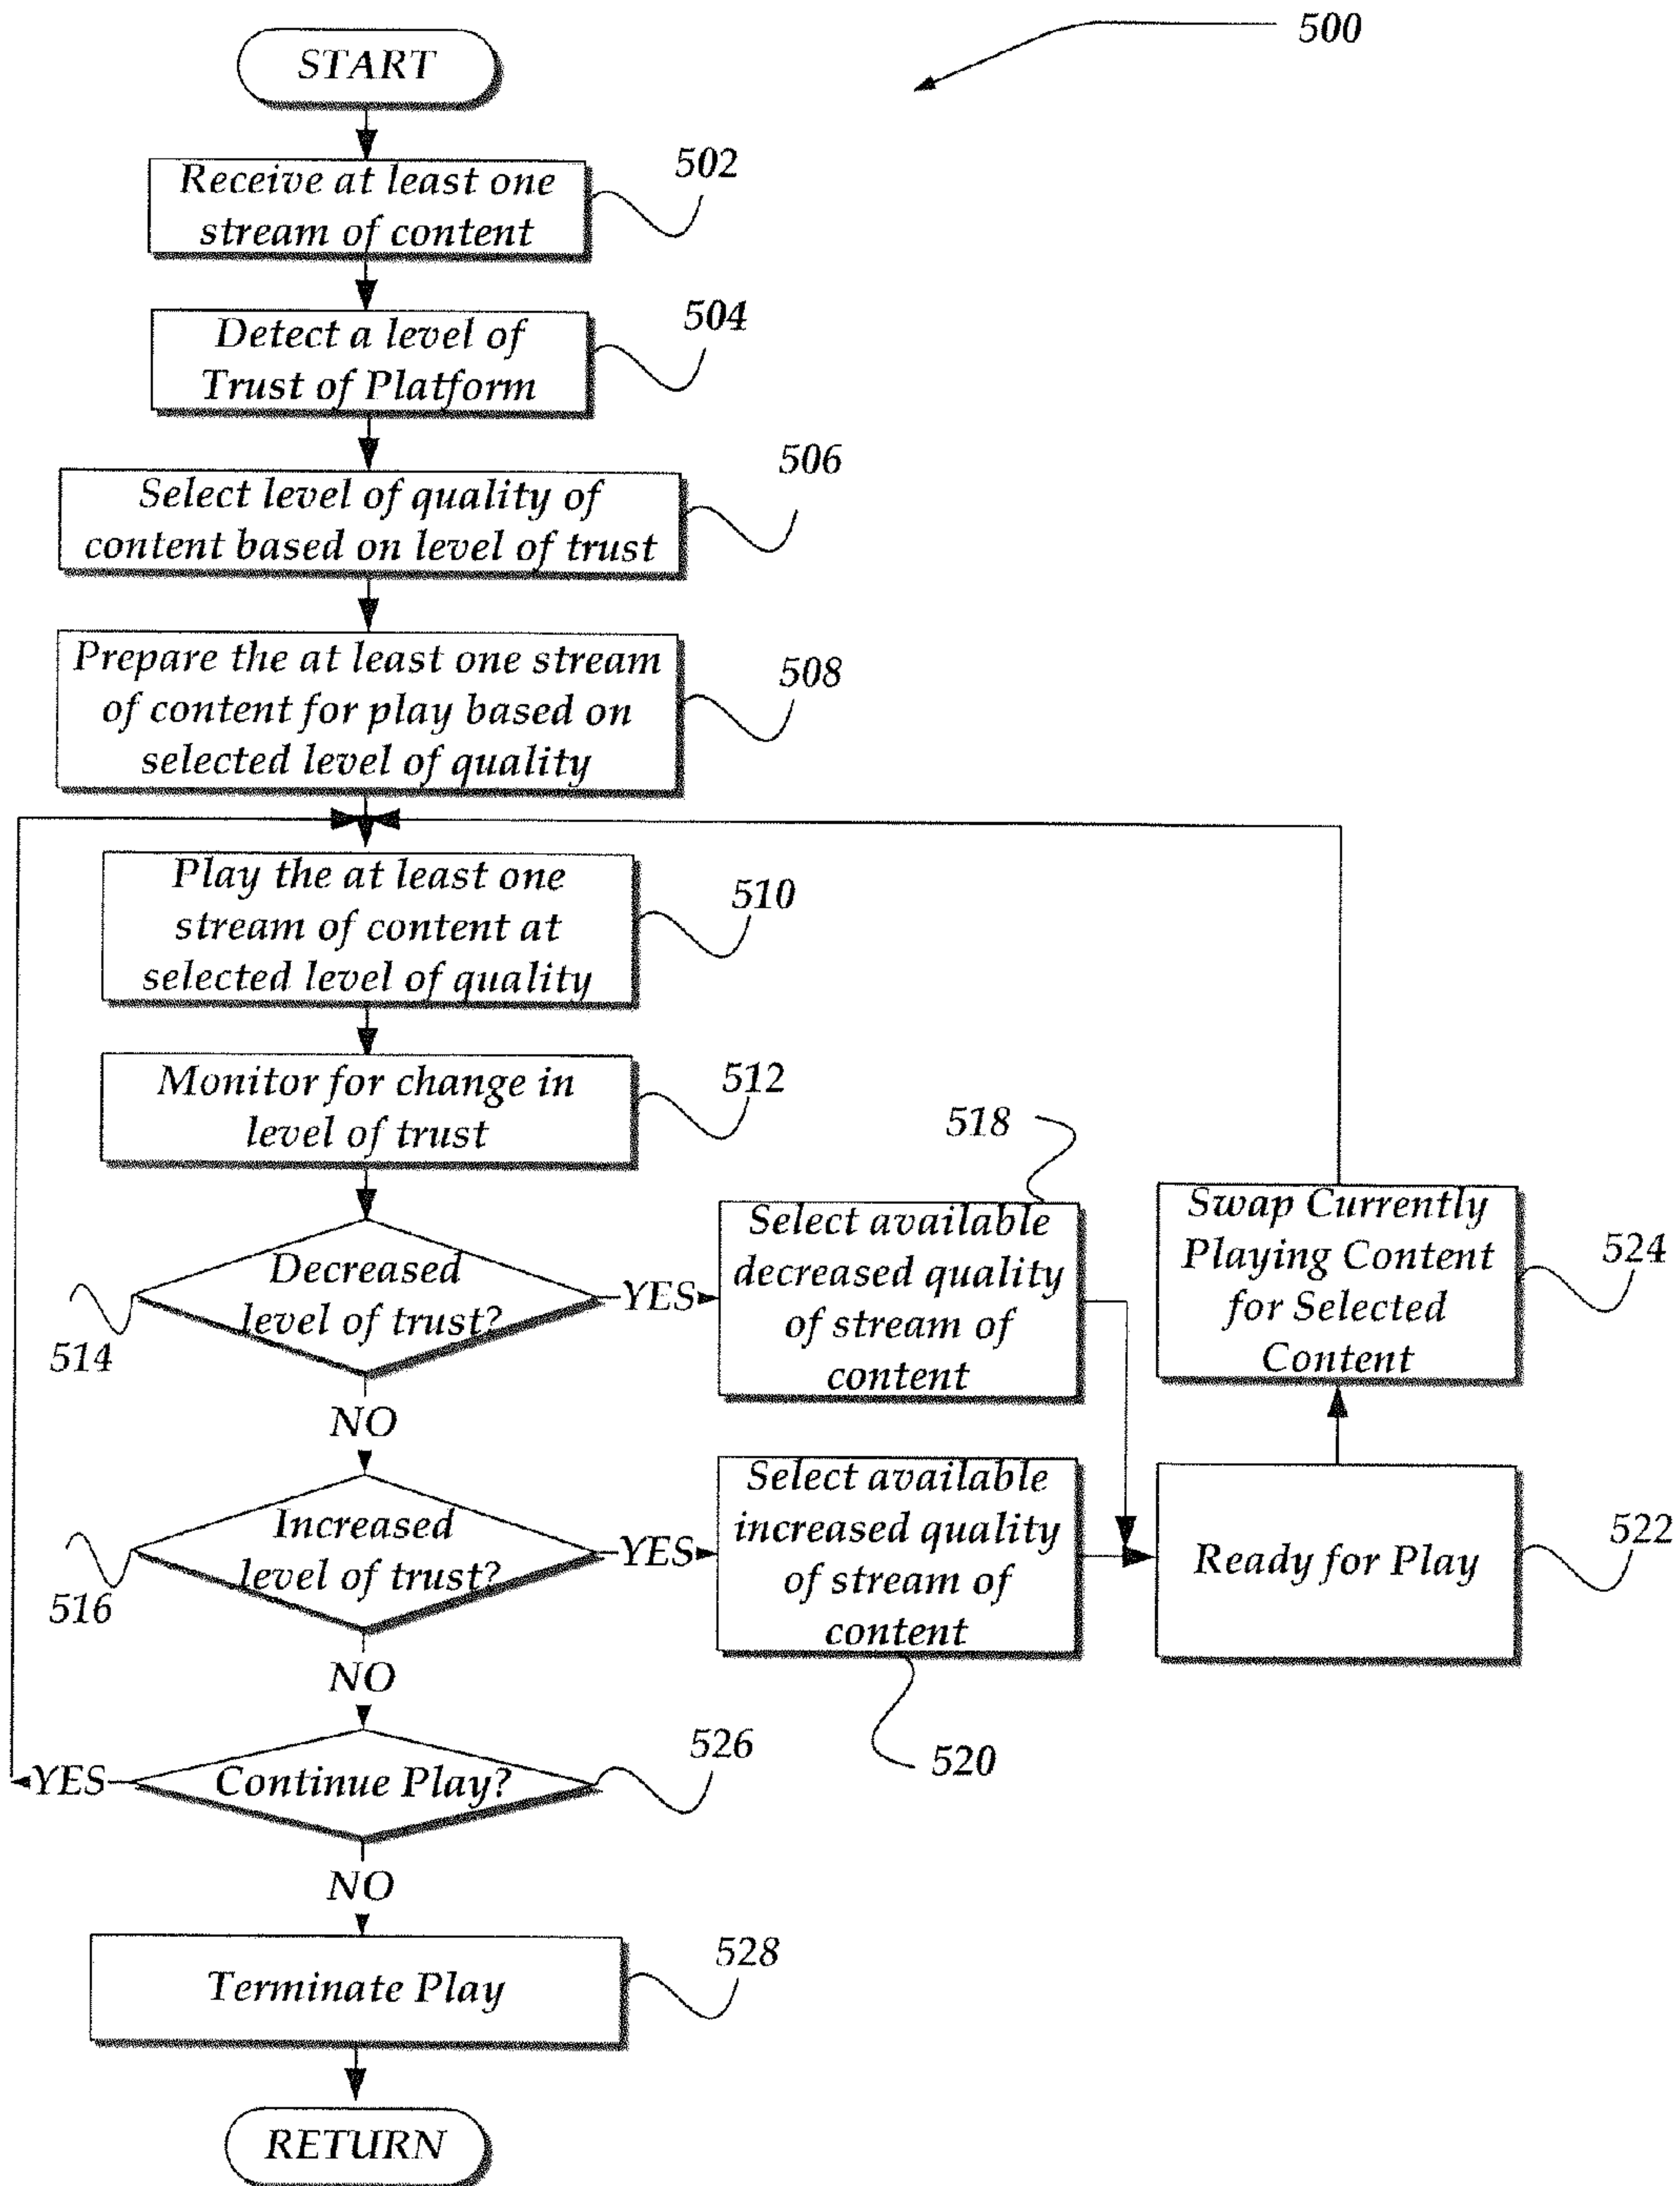 500
START
Receive at least one
stream of content
502
Detect a level of
Trust of Platform
504
Select level of quality of
content based on level of trust
506
Prepare the at least one stream
of content for play based on
selected level of quality
508
Play the at least one
stream of content at
selected level of quality
510
Monitor for change in
level of trust
512
Decreased
level of trust?
514
YES
Select available
decreased quality
of stream of
content
518
NO
Increased
level of trust?
516
YES
Select available
increased quality
of stream of
content
520
Ready for Play
522
Swap Currently
Playing Content
for Selected
Content
524
NO
Continue Play?
526
YES
NO
Terminate Play
528
RETURN